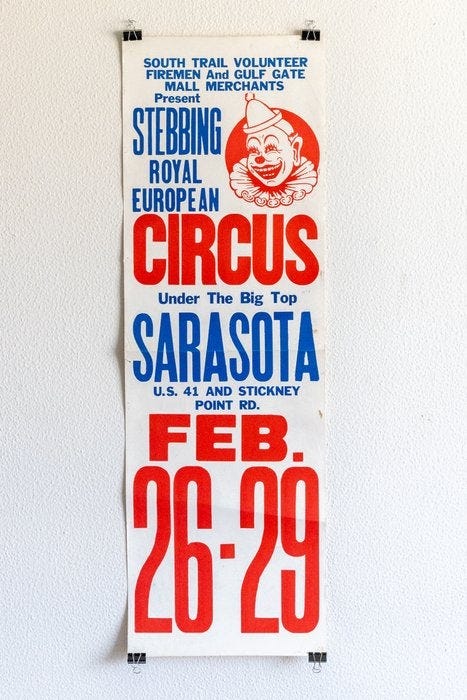 SOUTH TRAIL VOLUNTEER
FIREMEN And GULF GATE
MALL MERCHANTS
Present
STEBBING
ROYAL
EUROPEAN
CIRCUS
Under The Big Top
SARASOTA
U.S. 41 AND STICKNEY
POINT RD.
FEB.
26-29